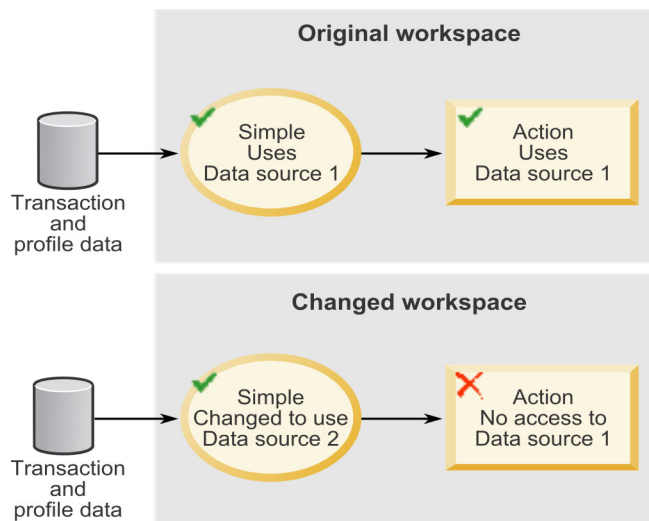 Original workspace
Simple
Uses
Data source 1
Action
Uses
Data source 1
Transaction
and
profile data
Changed workspace
Simple
Changed to use
Data source 2
Action
No access to
Data source 1
Transaction
and
profile data